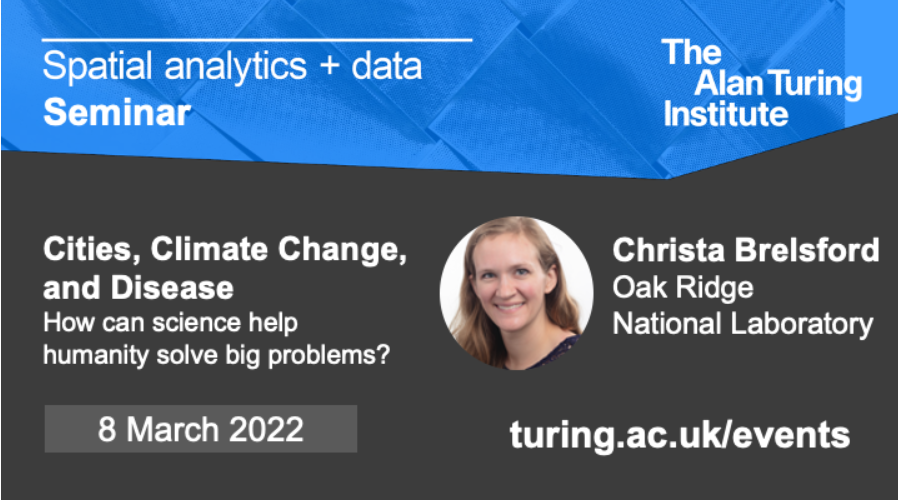 Spatial analytics + data
Seminar
The
Alan Turing
Institute
Cities, Climate Change,
and Disease
How can science help
humanity solve big problems?
Christa Brelsford
Oak Ridge
National Laboratory
8 March 2022
turing.ac.uk/events